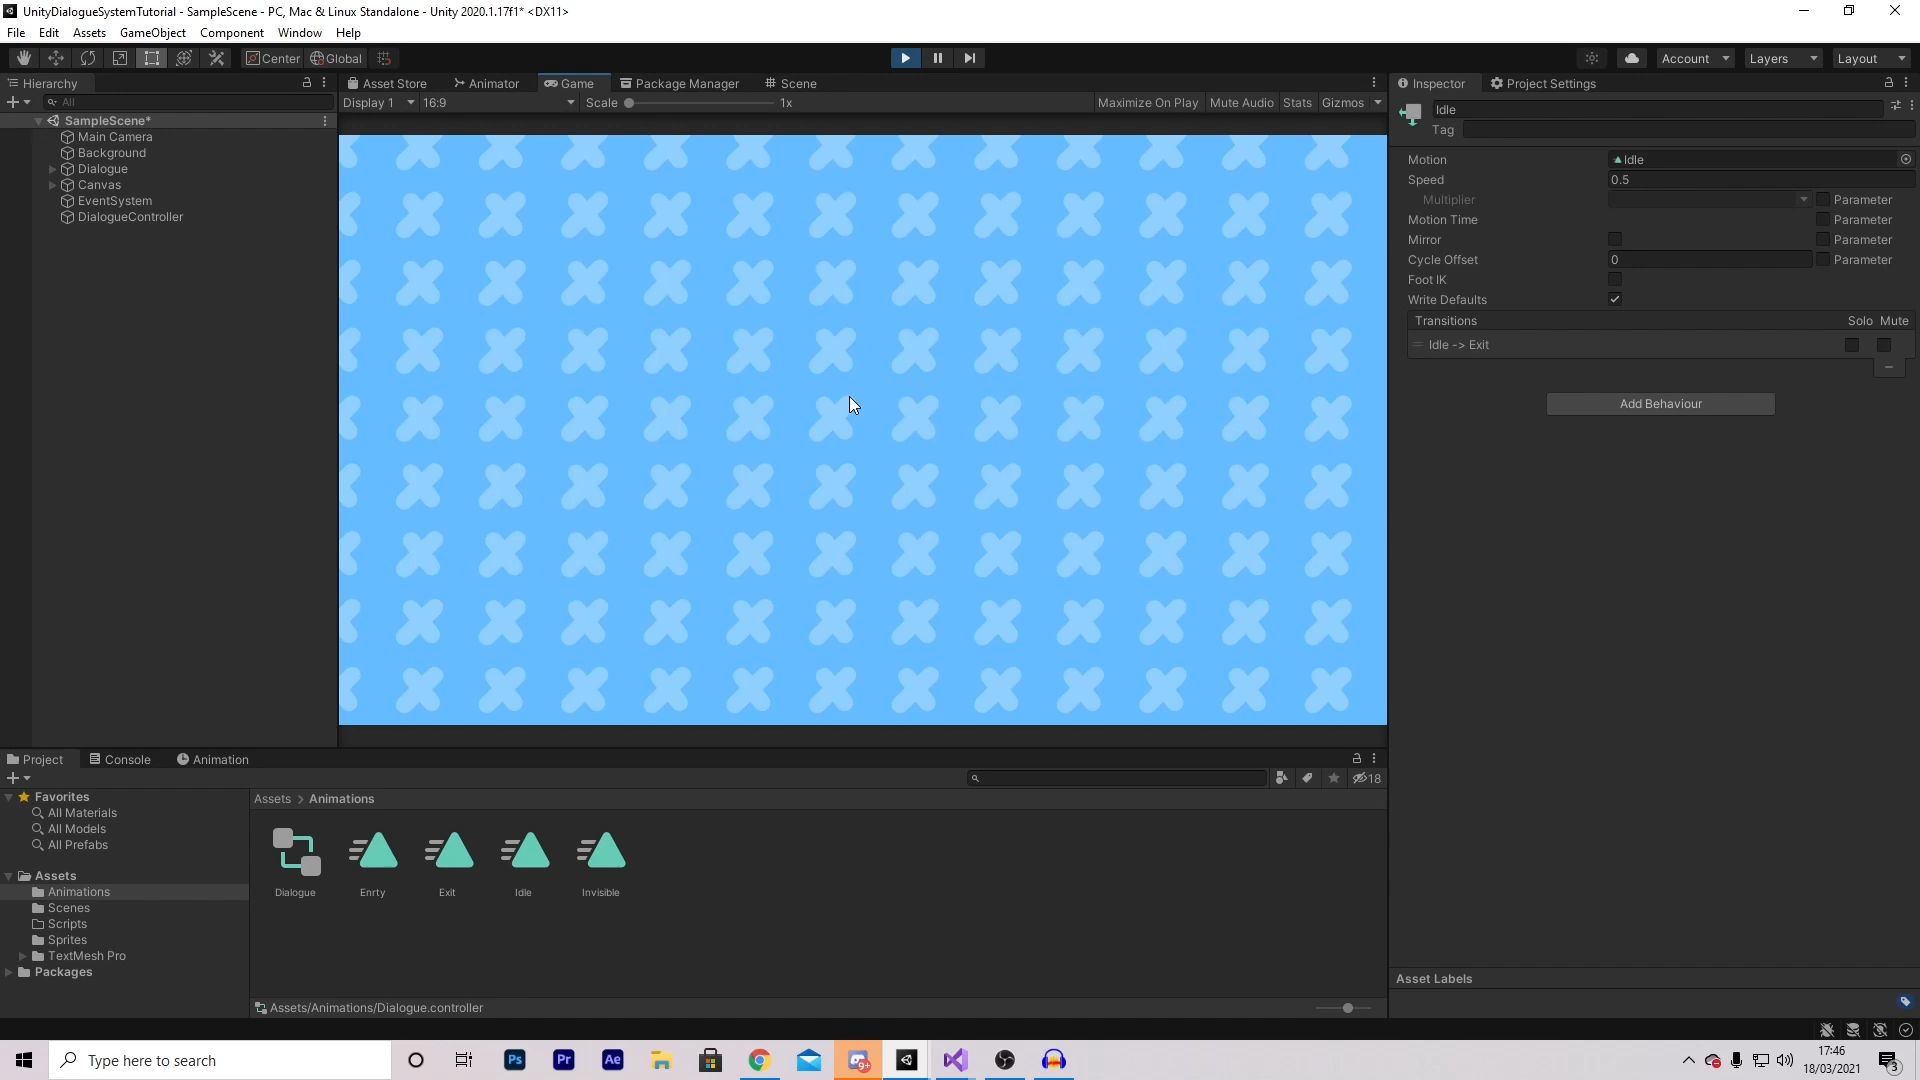 UnityDialogueSystemTutorial - SampleScene - PC, Mac & Linux Standalone - Unity 2020.1.17f1* <DX11>
File Edit Assets GameObject Component Window Help
Center Global Account Layers Layout
Hierarchy Asset Store Animator Game Package Manager Scene Inspector Project Settings
All Display 1 16:9 Scale 1x Maximize On Play Mute Audio Stats Gizmos
Idle
SampleScene*
Main Camera
Background
Dialogue
Canvas
EventSystem
DialogueController
Tag
Motion Idle
Speed 0.5
Multiplier Parameter
Motion Time Parameter
Mirror Parameter
Cycle Offset 0 Parameter
Foot IK
Write Defaults
Transitions Solo Mute
Idle -> Exit
Add Behaviour
Project Console Animation
18
Favorites
All Materials
All Models
All Prefabs
Assets
Animations
Scenes
Scripts
Sprites
TextMesh Pro
Packages
Assets > Animations
Dialogue Enrty Exit Idle Invisible
Assets/Animations/Dialogue.controller
Asset Labels
Type here to search
Ps Pr Ae
9+
17:46
18/03/2021
3